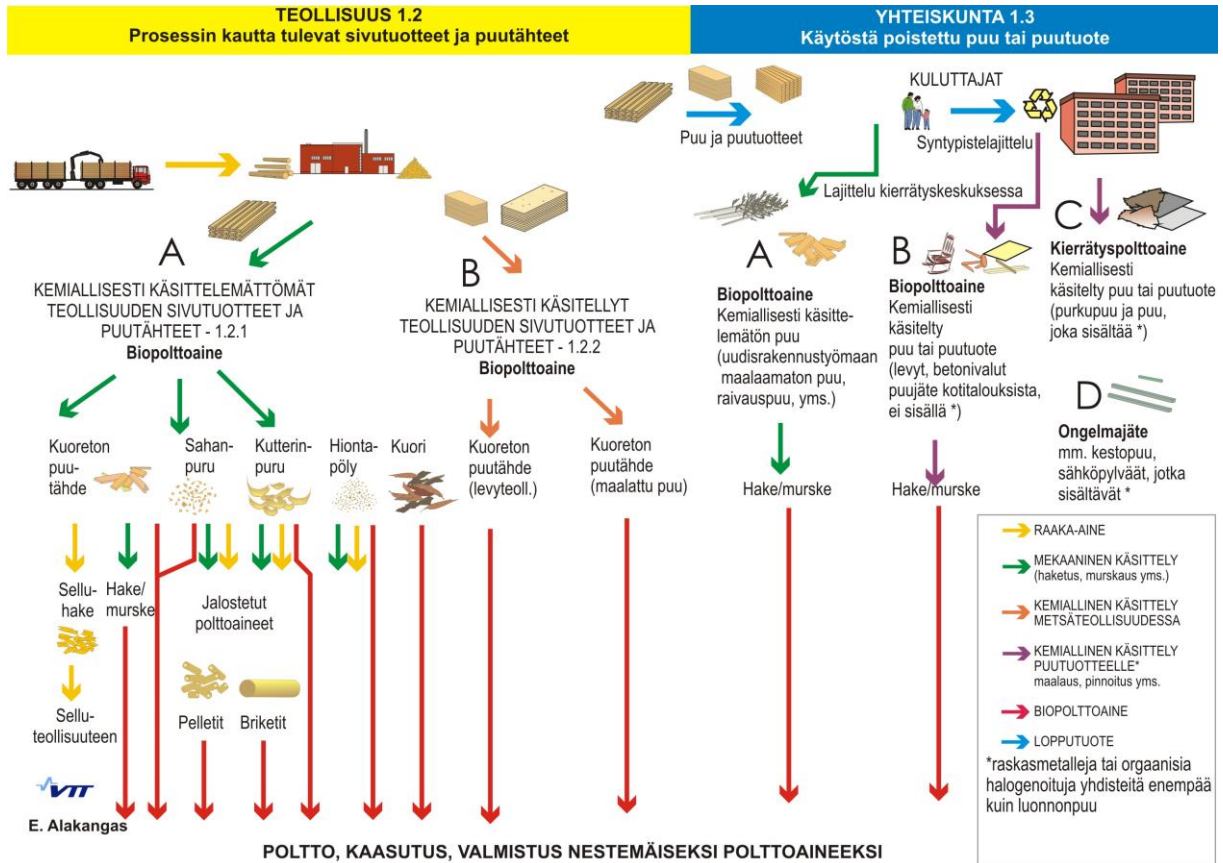 TEOLLISUUS 1.2
Prosessin kautta tulevat sivutuotteet ja puutähteet
YHTEISKUNTA 1.3
Käytöstä poistettu puu tai puutuote
Puu ja puutuotteet
KULUTTAJAT
Syntypistelajittelu
Lajittelu kierrätyskeskuksessa
A
KEMIALLISESTI KÄSITTELEMÄTTÖMÄT
TEOLLISUUDEN SIVUTUOTTEET JA
PUUTÄHTEET - 1.2.1
Biopolttoaine
B
KEMIALLISESTI KÄSITELLYT
TEOLLISUUDEN SIVUTUOTTEET JA
PUUTÄHTEET - 1.2.2
Biopolttoaine
A
Biopolttoaine
Kemiallisesti käsitte-
lemätön puu
(uudisrakennustyömaan
maalaamaton puu,
raivauspuu, yms.)
B
Biopolttoaine
Kemiallisesti
käsitelty
puu tai puutuote
(levyt, betonivalut
puujäte kotitalouksista,
ei sisällä *)
C
Kierrätyspolttoaine
Kemiallisesti
käsitelty puu tai puutuote
(purkupuu ja puu,
joka sisältää *)
D
Ongelmajäte
mm. kestopuu,
sähköpylväät, jotka
sisältävät *
Kuoreton
puu-
tähde
Sahan-
puru
Kutterin-
puru
Hionta-
pöly
Kuori
Kuoreton
puutähde
(levyteoll.)
Kuoreton
puutähde
(maalattu puu)
Hake/murske
Hake/murske
Sellu-
hake
Hake/
murske
Jalostetut
polttoaineet
Sellu-
teollisuuteen
Pelletit
Briketit
RAAKA-AINE
MEKAANINEN KÄSITTELY
(haketus, murskaus yms.)
KEMIALLINEN KÄSITTELY
METSÄTEOLLISUUDESSA
KEMIALLINEN KÄSITTELY
PUUTUOTTEELLE*
maalaus, pinnoitus yms.
BIOPOLTTOAINE
LOPPUTUOTE
*raskasmetalleja tai orgaanisia
halogenoituja yhdisteitä enempää
kuin luonnonpuu
VTT
E. Alakangas
POLTTO, KAASUTUS, VALMISTUS NESTEMÄISEKSI POLTTOAINEEKSI